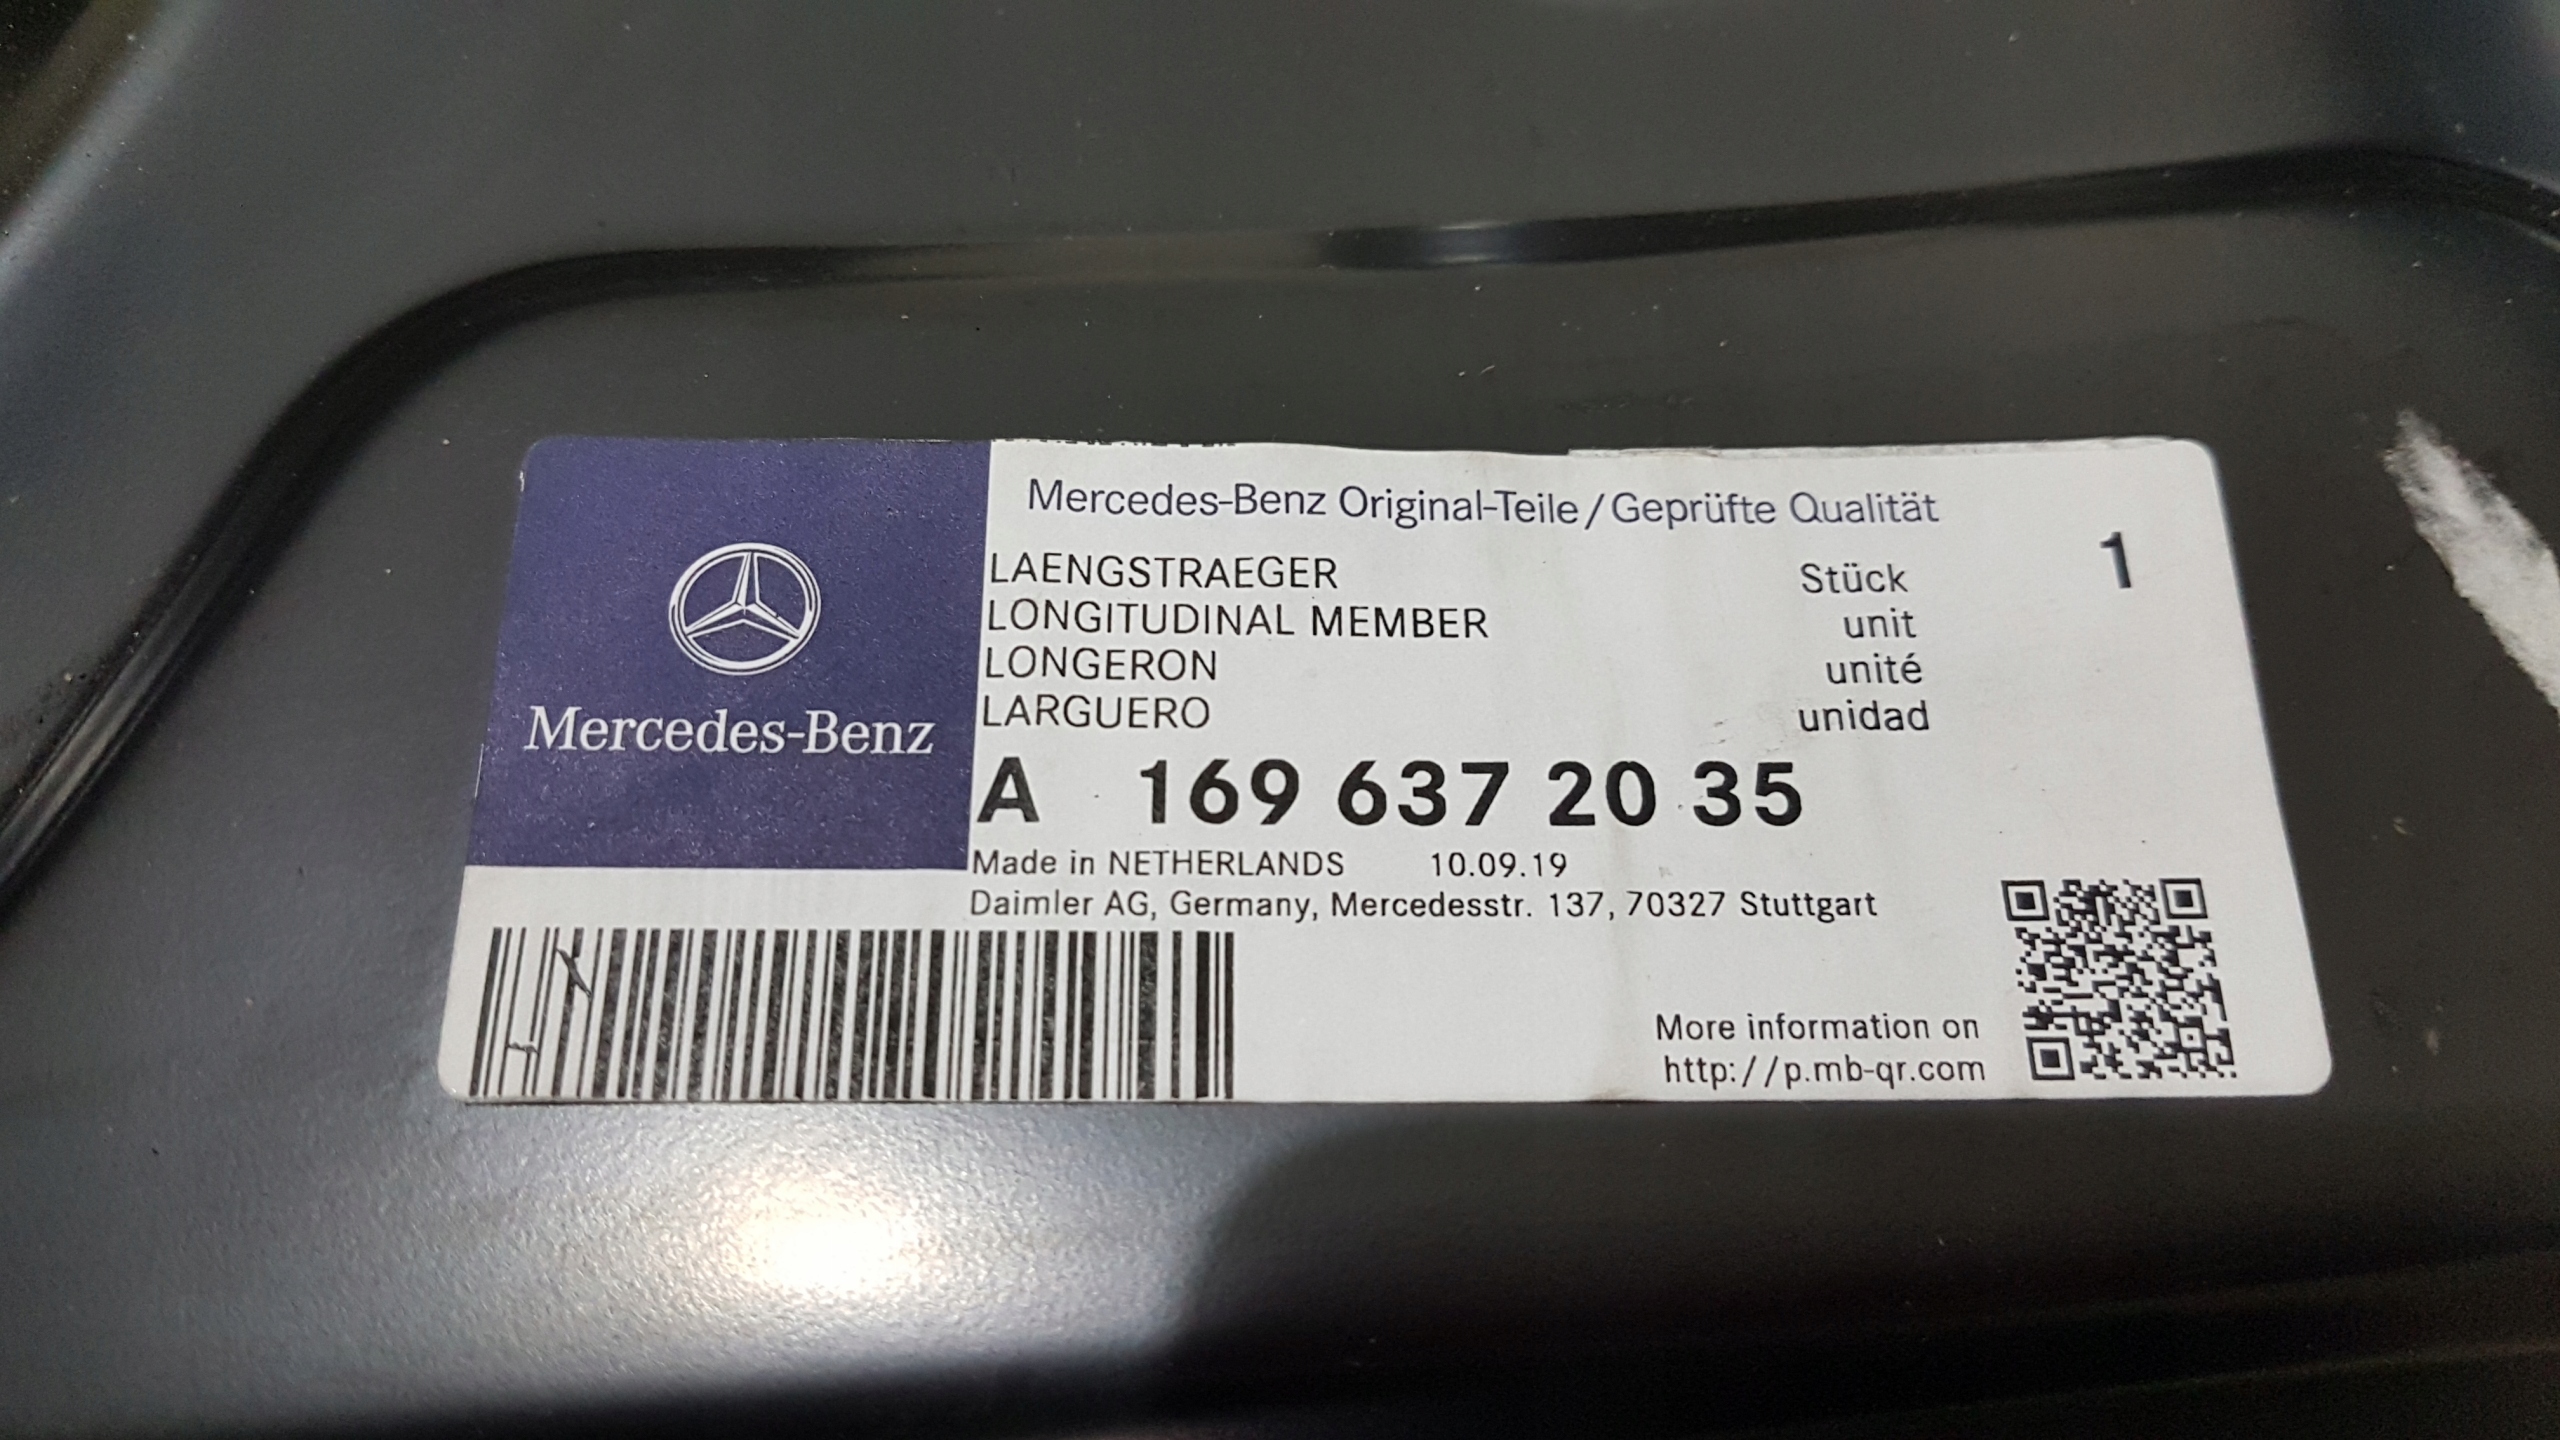 Mercedes-Benz
Mercedes-Benz Original-Teile/Geprüfte Qualität
LAENGSTRAEGER Stück 1
LONGITUDINAL MEMBER unit
LONGERON unité
LARGUERO unidad
A 169 637 20 35
Made in NETHERLANDS 10.09.19
Daimler AG, Germany, Mercedesstr. 137, 70327 Stuttgart
More information on
http://p.mb-qr.com